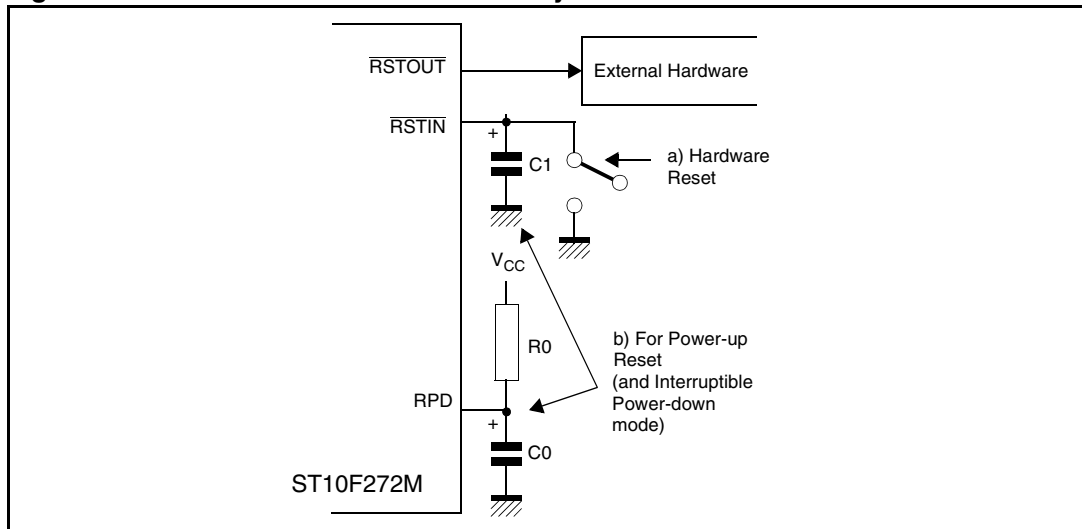 RSTOUT
External Hardware
RSTIN
+
C1
a) Hardware
Reset
VCC
R0
b) For Power-up
Reset
(and Interruptible
Power-down
mode)
RPD
+
C0
ST10F272M